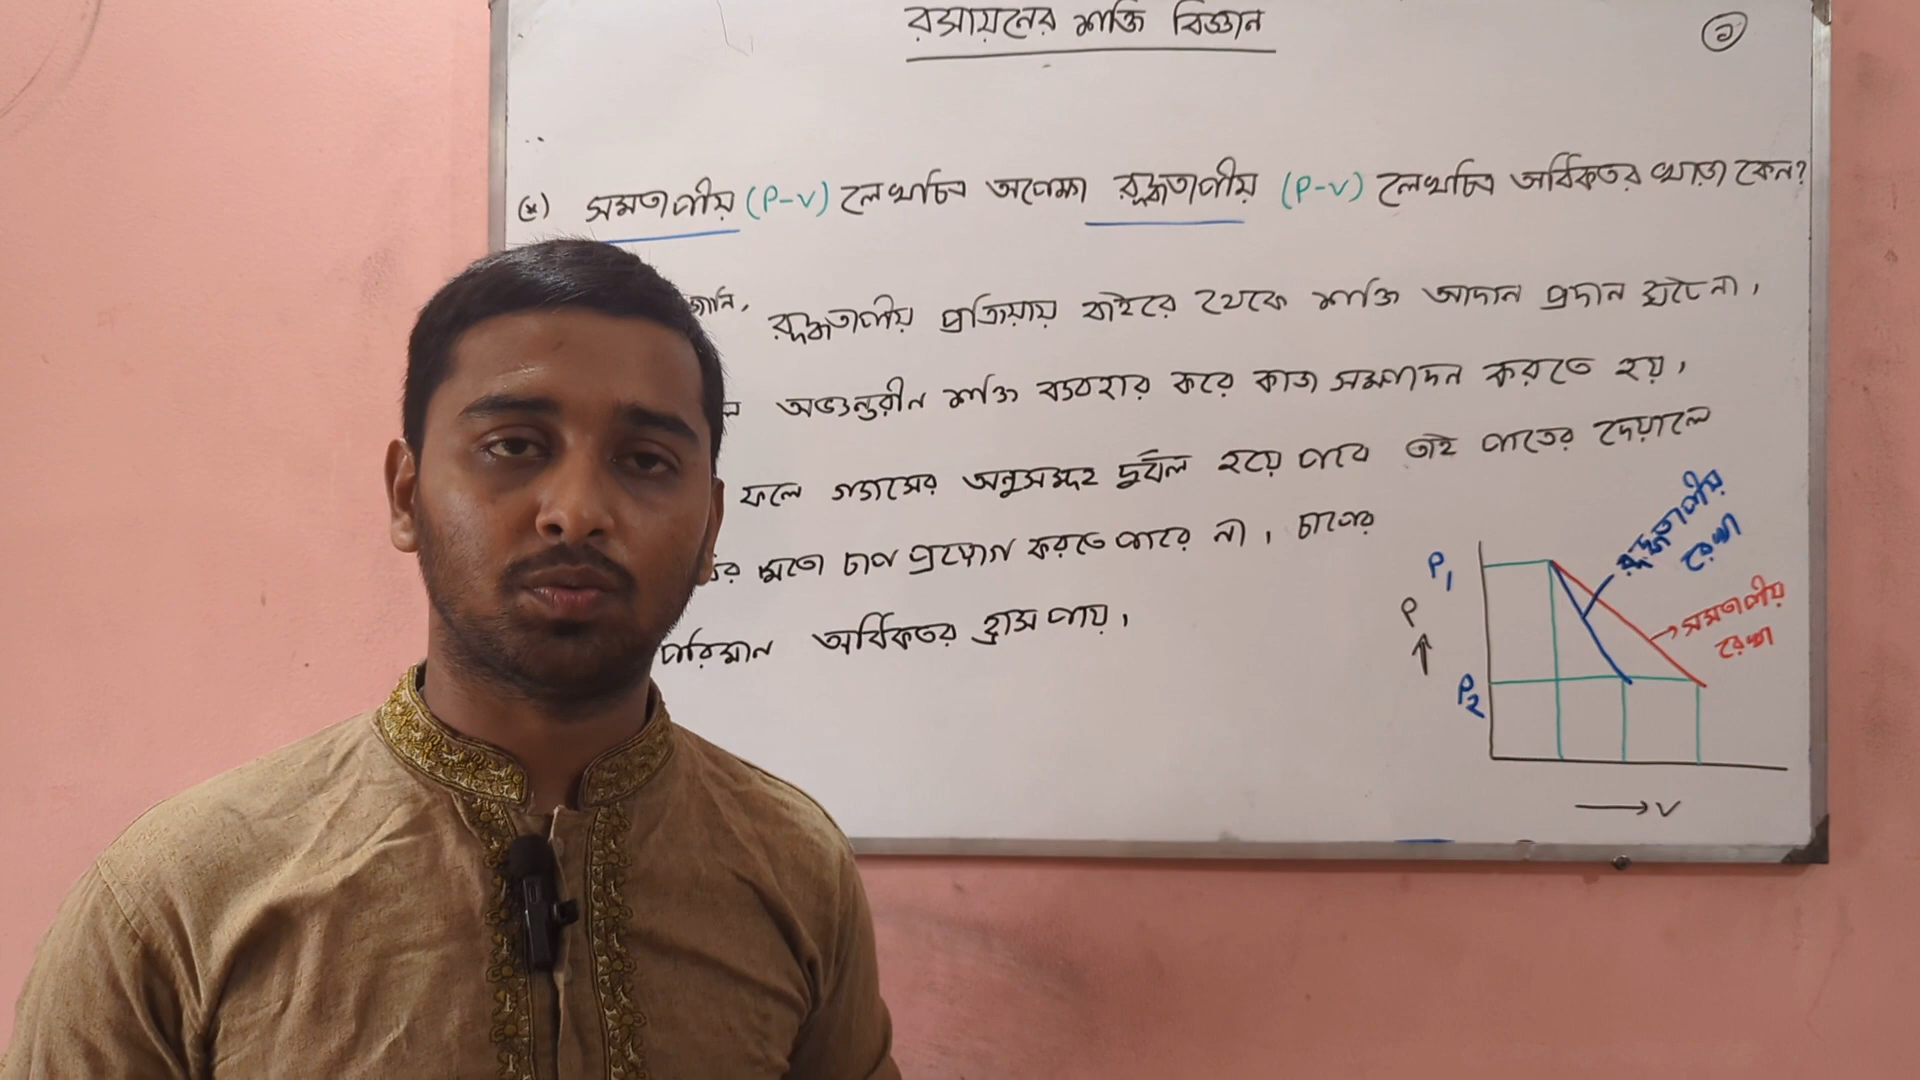 রসায়নের শক্তি বিজ্ঞান
১
(*) সমতাপীয় (P-V) লেখচিত্র অপেক্ষা রূদ্ধতাপীয় (P-V) লেখচিত্র অধিকতর খাড়া কেন?
জানি, রূদ্ধতাপীয় প্রক্রিয়ায় বাইরে থেকে শক্তি আদান প্রদান ঘটেনা,
অভ্যন্তরীন শক্তি ব্যবহার করে কাজ সম্পাদন করতে হয়,
ফলে গ্যাসের অনুসমূহ দুর্বল হয়ে পরে তাই পাত্রের দেয়ালে
মতো চাপ প্রয়োগ করতে পারে না, চাপের
পরিমান অধিকতর হ্রাস পায়,
রূদ্ধতাপীয় রেখা
P₁
সমতাপীয় রেখা
P
P₂
V